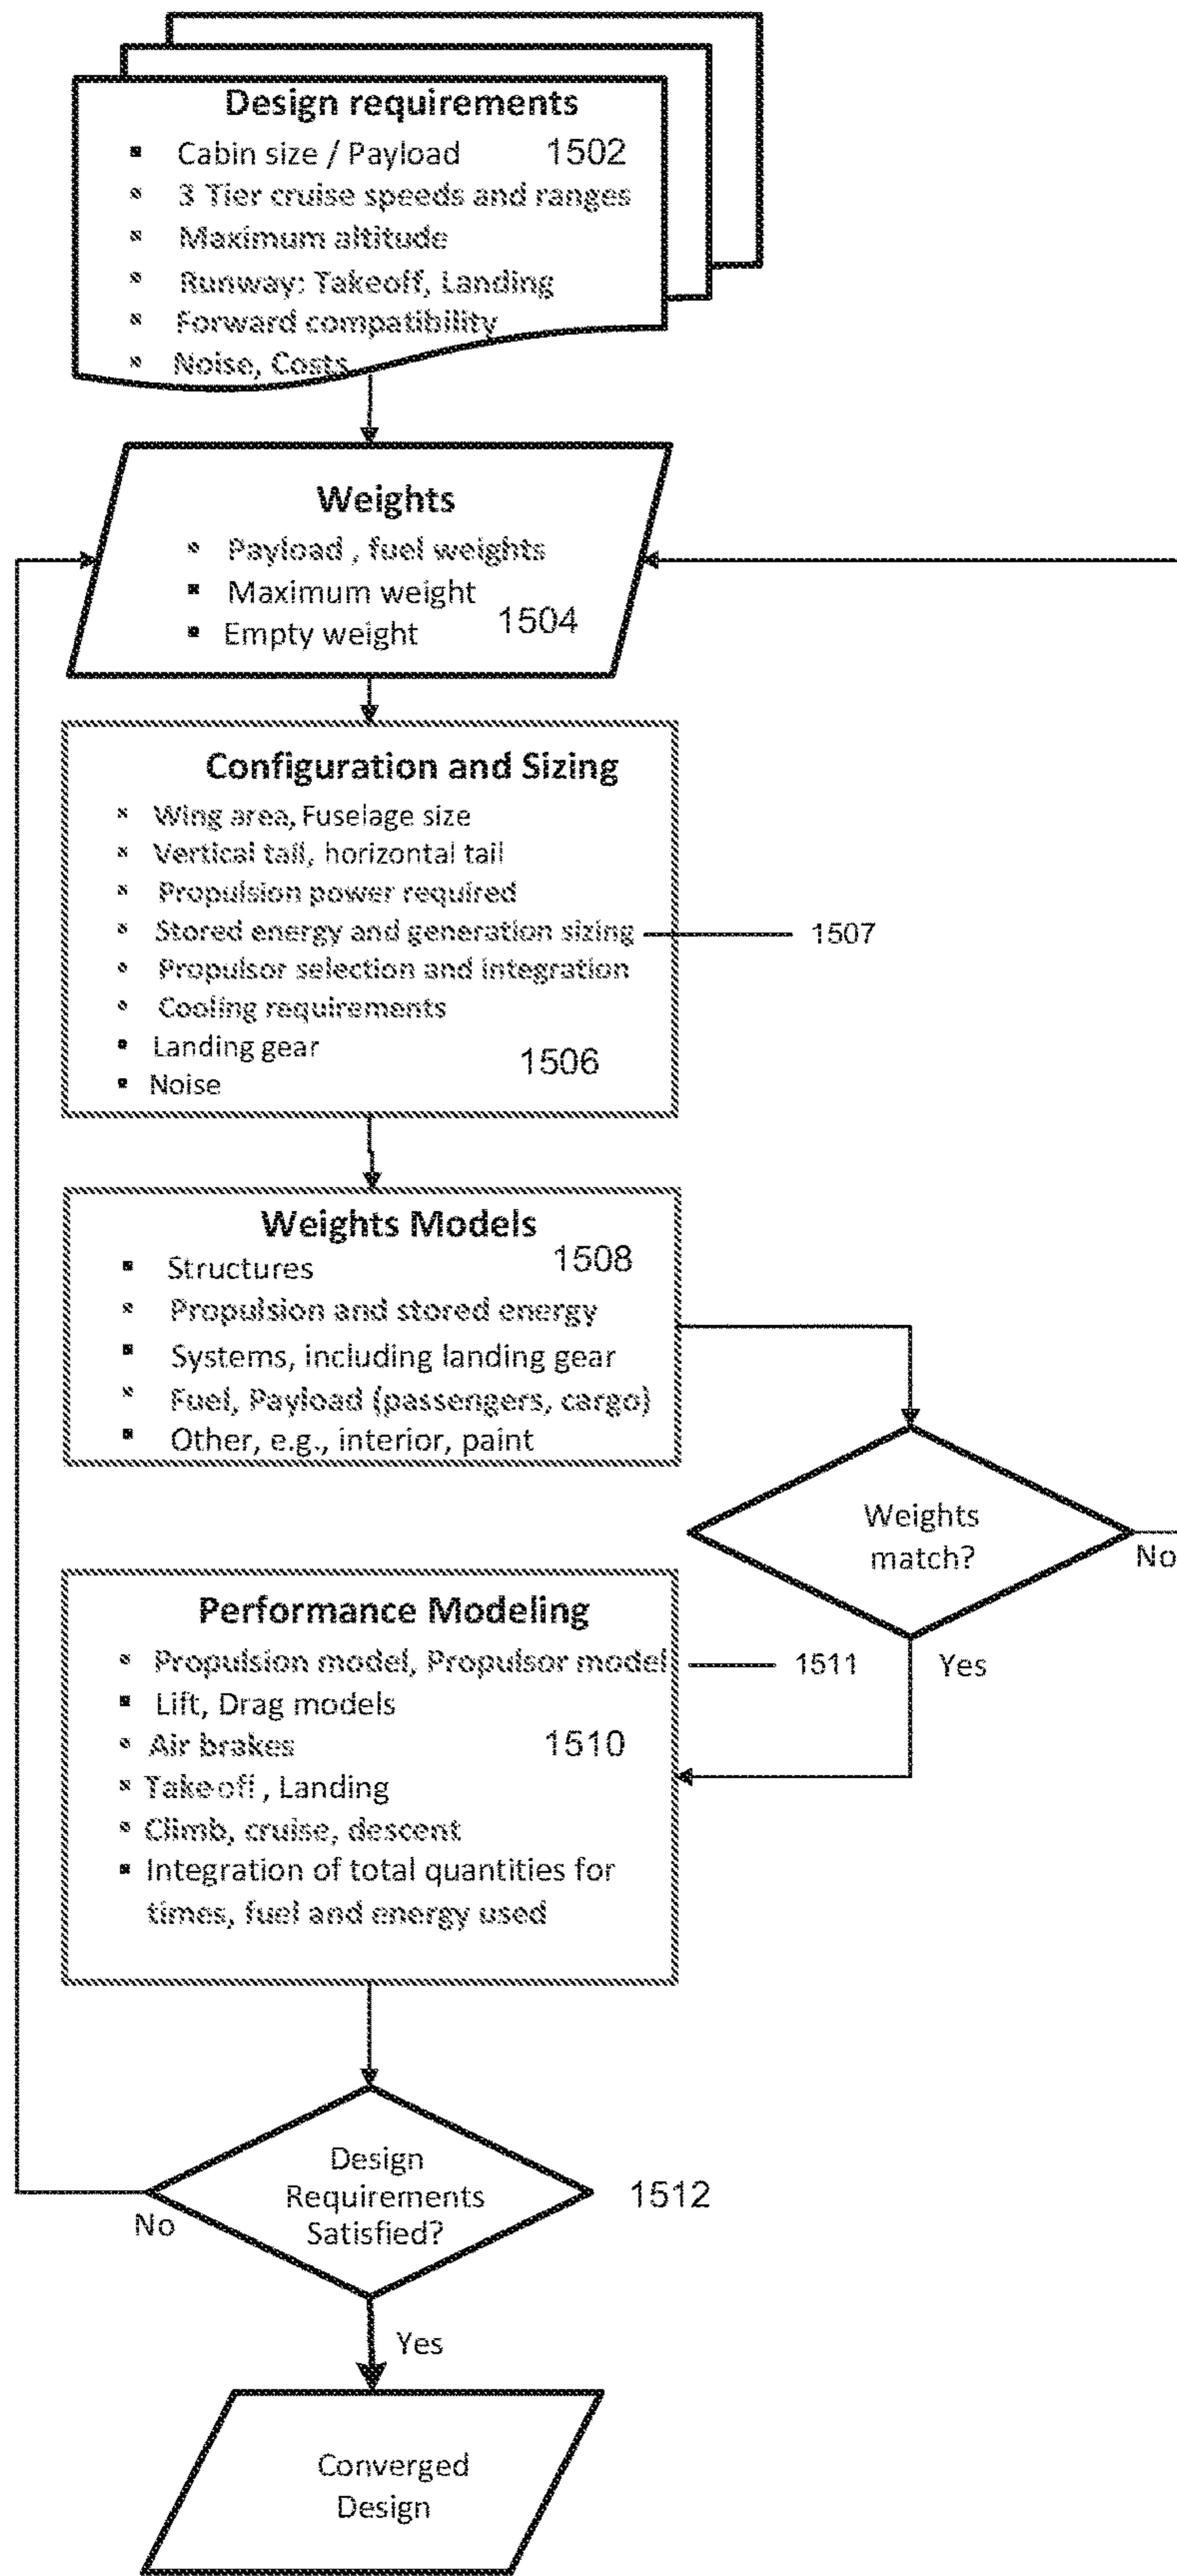 Design requirements
▪ Cabin size / Payload 1502
▪ 3 Tier cruise speeds and ranges
▪ Maximum altitude
▪ Runway: Takeoff, Landing
▪ Forward compatibility
▪ Noise, Costs
Weights
▪ Payload , fuel weights
▪ Maximum weight
▪ Empty weight 1504
Configuration and Sizing
▪ Wing area, Fuselage size
▪ Vertical tail, horizontal tail
▪ Propulsion power required
▪ Stored energy and generation sizing 1507
▪ Propulsor selection and integration
▪ Cooling requirements
▪ Landing gear 1506
▪ Noise
Weights Models
▪ Structures 1508
▪ Propulsion and stored energy
▪ Systems, including landing gear
▪ Fuel, Payload (passengers, cargo)
▪ Other, e.g., interior, paint
Weights
match?
No
Yes
Performance Modeling
▪ Propulsion model, Propulsor model 1511
▪ Lift, Drag models
▪ Air brakes 1510
▪ Takeoff , Landing
▪ Climb, cruise, descent
▪ Integration of total quantities for
times, fuel and energy used
Design
Requirements
Satisfied?
1512
No
Yes
Converged
Design